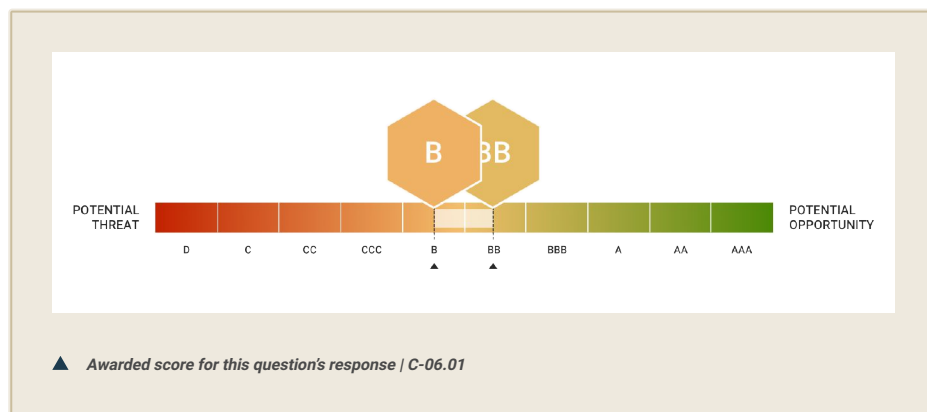 B BB
POTENTIAL
THREAT
POTENTIAL
OPPORTUNITY
D C CC CCC B BB BBB A AA AAA
Awarded score for this question's response | C-06.01